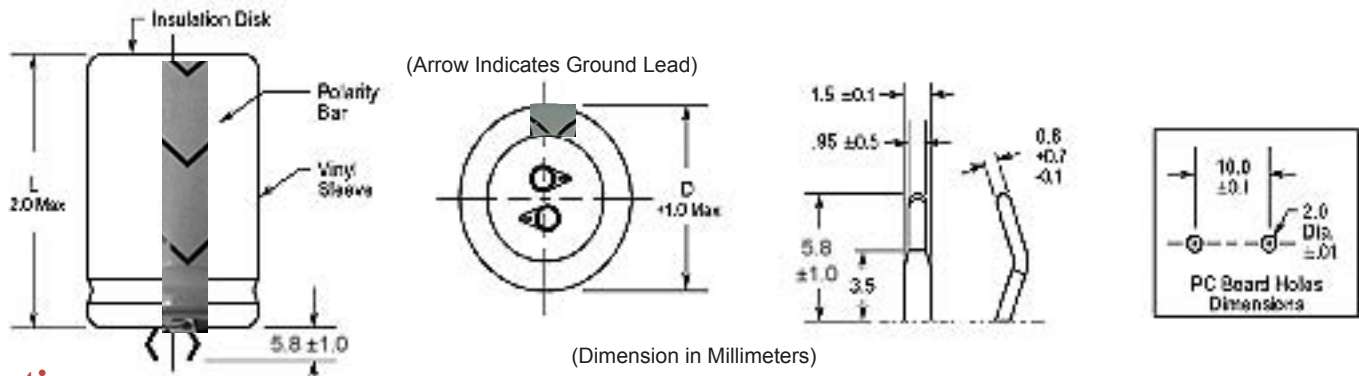 Insulation Disk
Polarity
Bar
Vinyl
Sleeve
L
2.0 Max
5.8 ±1.0
(Arrow Indicates Ground Lead)
D
+1.0 Max
(Dimension in Millimeters)
1.5 ±0.1
.95 ±0.5
5.8
±1.0
3.5
0.8
+0.2
-0.1
10.0
±0.1
2.0
Dia.
±.01
PC Board Holes
Dimensions